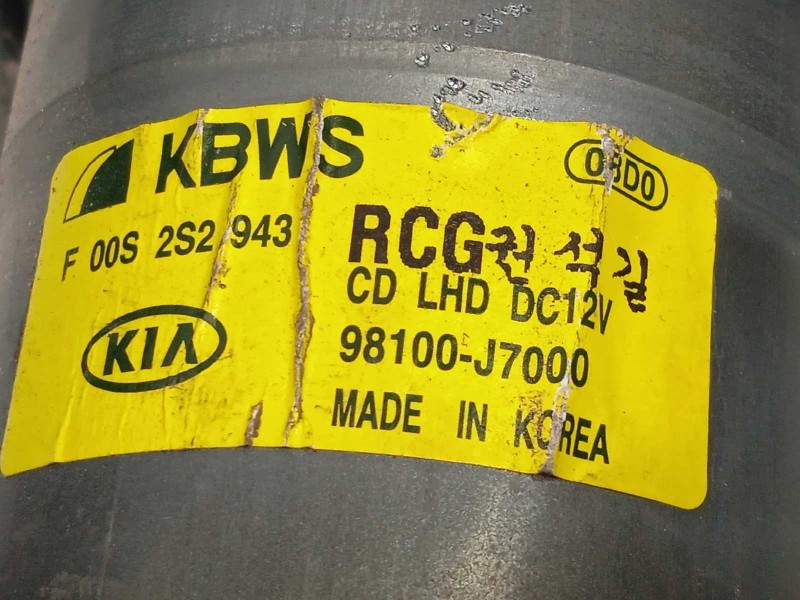 KBWS
08D0
F 00S 2S2 943
RCG권석길
CD LHD DC12V
KIA
98100-J7000
MADE IN KOREA